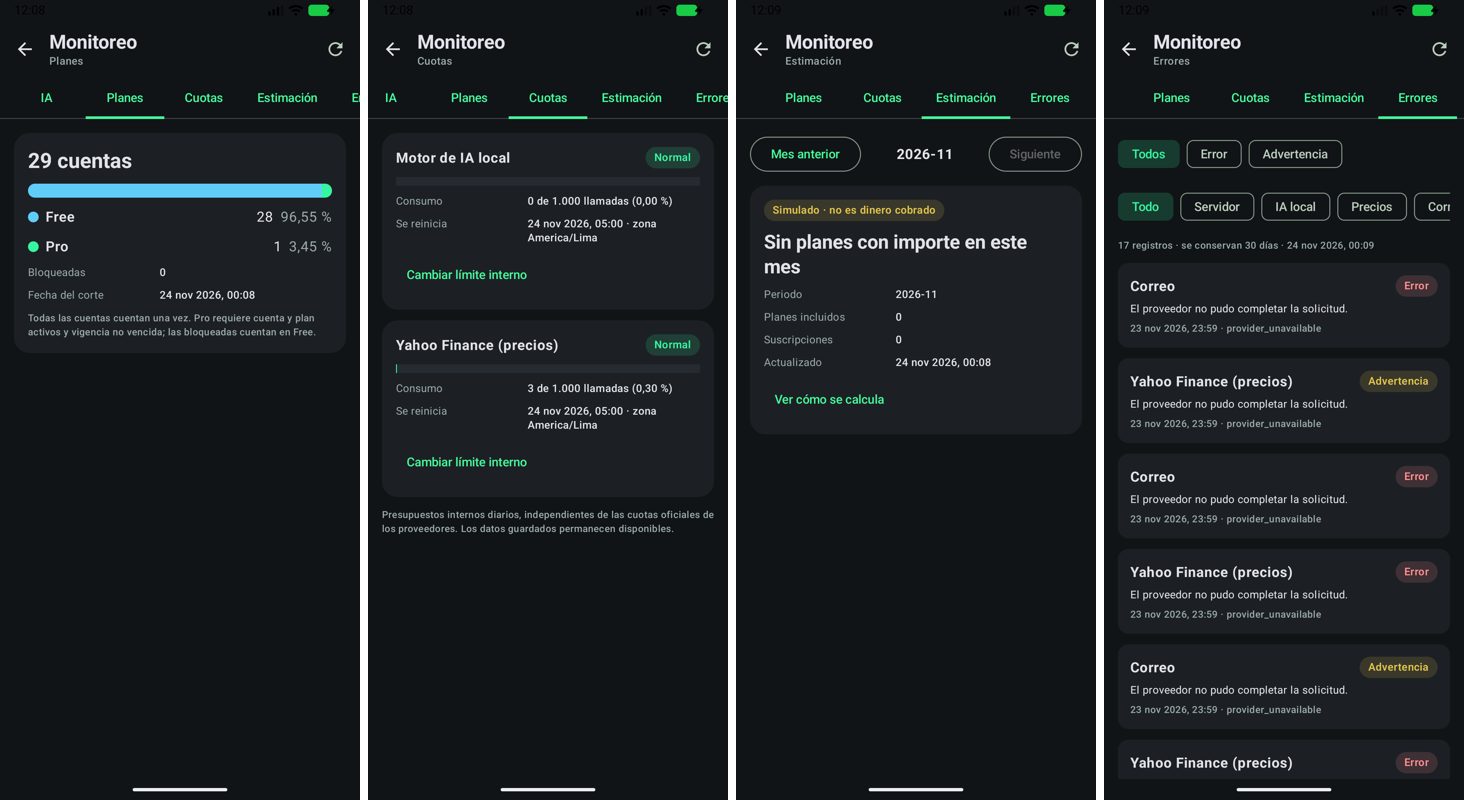 12:08
Monitoreo
Planes
IA Planes Cuotas Estimación
29 cuentas
Free 28 96,55 %
Pro 1 3,45 %
Bloqueadas 0
Fecha del corte 24 nov 2026, 00:08
Todas las cuentas cuentan una vez. Pro requiere cuenta y plan
activos y vigencia no vencida; las bloqueadas cuentan en Free.
12:08
Monitoreo
Cuotas
IA Planes Cuotas Estimación Errore
Motor de IA local Normal
Consumo 0 de 1.000 llamadas (0,00 %)
Se reinicia 24 nov 2026, 05:00 · zona
America/Lima
Cambiar límite interno
Yahoo Finance (precios) Normal
Consumo 3 de 1.000 llamadas (0,30 %)
Se reinicia 24 nov 2026, 05:00 · zona
America/Lima
Cambiar límite interno
Presupuestos internos diarios, independientes de las cuotas oficiales de
los proveedores. Los datos guardados permanecen disponibles.
12:09
Monitoreo
Estimación
Planes Cuotas Estimación Errores
Mes anterior 2026-11 Siguiente
Simulado · no es dinero cobrado
Sin planes con importe en este
mes
Periodo 2026-11
Planes incluidos 0
Suscripciones 0
Actualizado 24 nov 2026, 00:08
Ver cómo se calcula
12:09
Monitoreo
Errores
Planes Cuotas Estimación Errores
Todos Error Advertencia
Todo Servidor IA local Precios Corr
17 registros · se conservan 30 días · 24 nov 2026, 00:09
Correo Error
El proveedor no pudo completar la solicitud.
23 nov 2026, 23:59 · provider_unavailable
Yahoo Finance (precios) Advertencia
El proveedor no pudo completar la solicitud.
23 nov 2026, 23:59 · provider_unavailable
Correo Error
El proveedor no pudo completar la solicitud.
23 nov 2026, 23:59 · provider_unavailable
Yahoo Finance (precios) Error
El proveedor no pudo completar la solicitud.
23 nov 2026, 23:59 · provider_unavailable
Correo Advertencia
El proveedor no pudo completar la solicitud.
23 nov 2026, 23:59 · provider_unavailable
Yahoo Finance (precios) Error